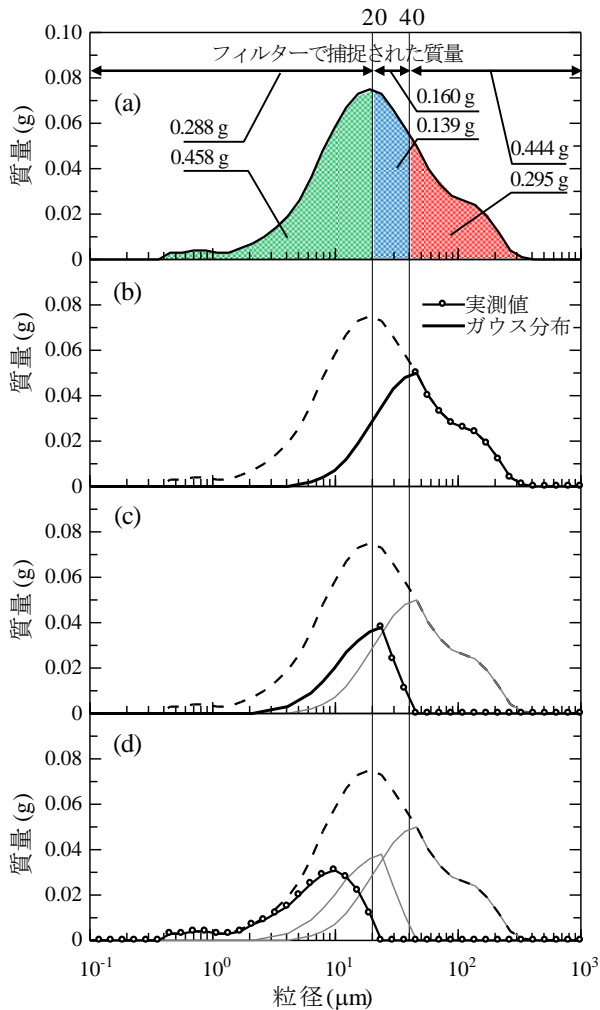 20 40
0.10
0.08
0.06
0.04
0.02
0
質量(g)
フィルターで捕捉された質量
(a)
0.288 g
0.458 g
0.160 g
0.139 g
0.444 g
0.295 g
(b)
実測値
ガウス分布
0.08
0.06
0.04
0.02
0
質量(g)
(c)
0.08
0.06
0.04
0.02
0
質量(g)
(d)
0.08
0.06
0.04
0.02
0
質量(g)
10⁻¹ 10⁰ 10¹ 10² 10³
粒径(μm)